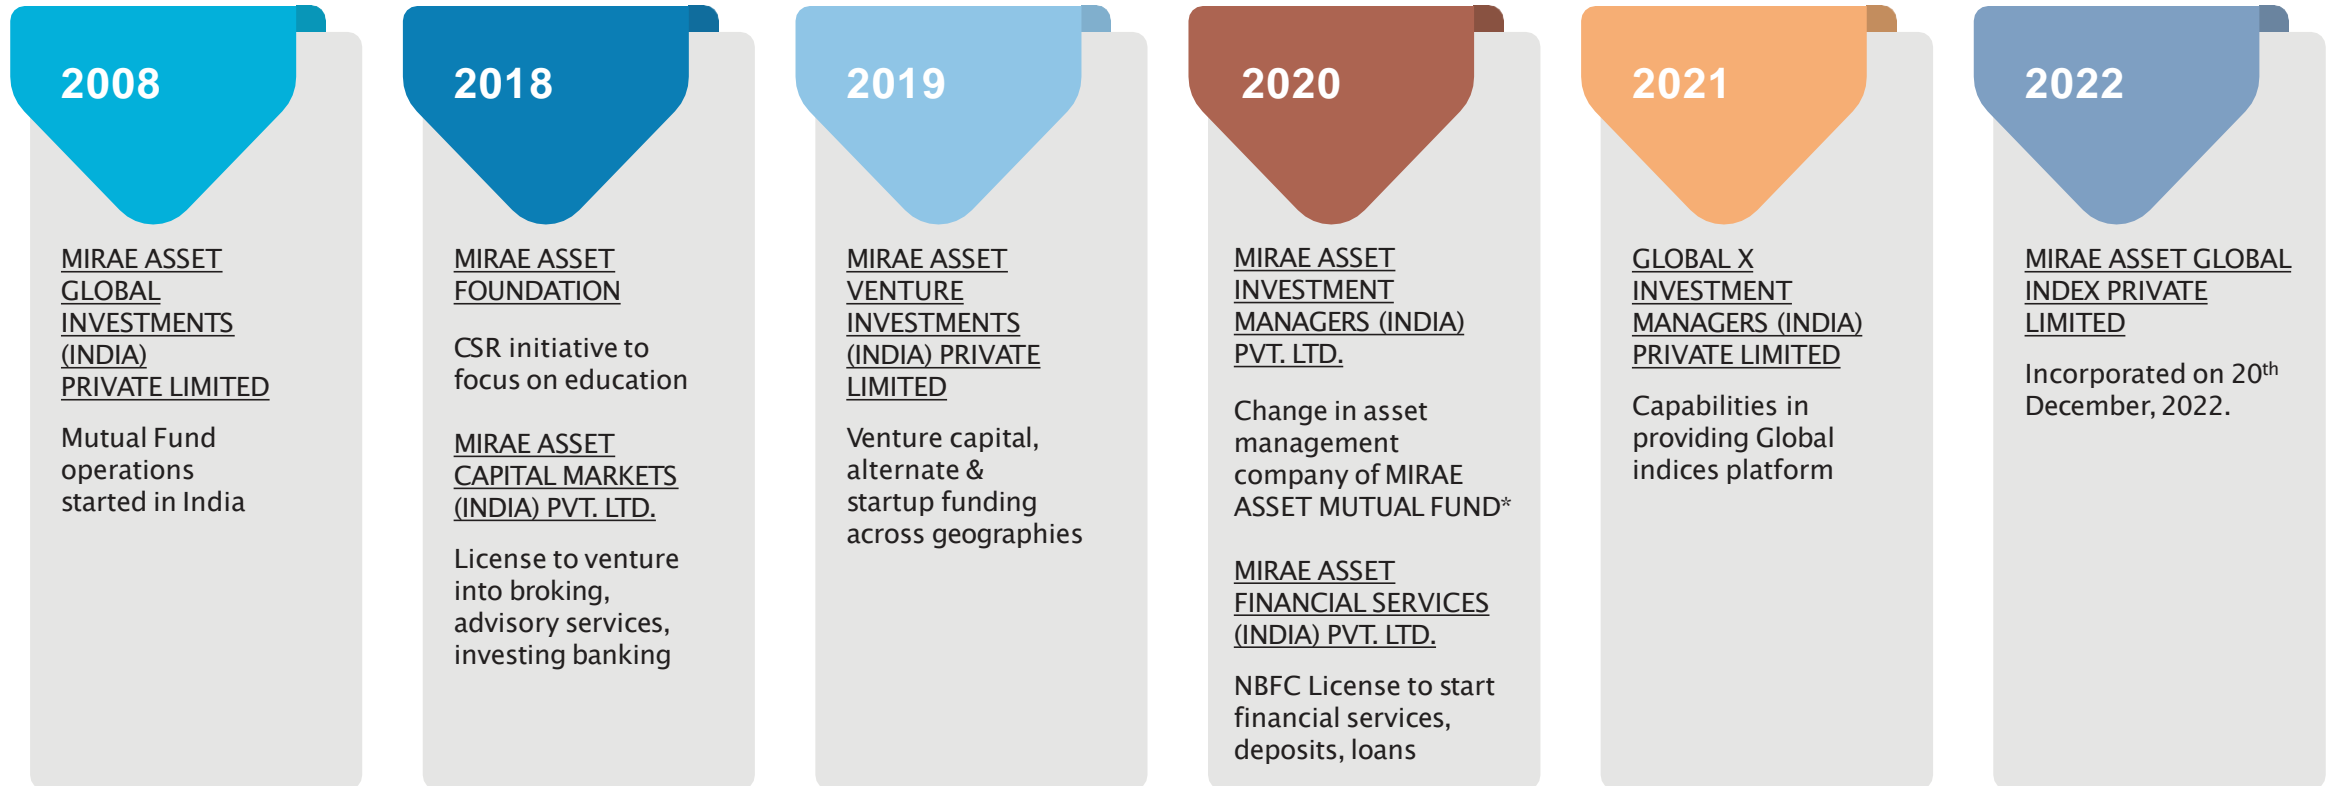 2008
MIRAE ASSET
GLOBAL
INVESTMENTS
(INDIA)
PRIVATE LIMITED
Mutual Fund
operations
started in India
2018
MIRAE ASSET
FOUNDATION
CSR initiative to
focus on education
MIRAE ASSET
CAPITAL MARKETS
(INDIA) PVT. LTD.
License to venture
into broking,
advisory services,
investing banking
2019
MIRAE ASSET
VENTURE
INVESTMENTS
(INDIA) PRIVATE
LIMITED
Venture capital,
alternate &
startup funding
across geographies
2020
MIRAE ASSET
INVESTMENT
MANAGERS (INDIA)
PVT. LTD.
Change in asset
management
company of MIRAE
ASSET MUTUAL FUND*
MIRAE ASSET
FINANCIAL SERVICES
(INDIA) PVT. LTD.
NBFC License to start
financial services,
deposits, loans
2021
GLOBAL X
INVESTMENT
MANAGERS (INDIA)
PRIVATE LIMITED
Capabilities in
providing Global
indices platform
2022
MIRAE ASSET GLOBAL
INDEX PRIVATE
LIMITED
Incorporated on 20th
December, 2022.